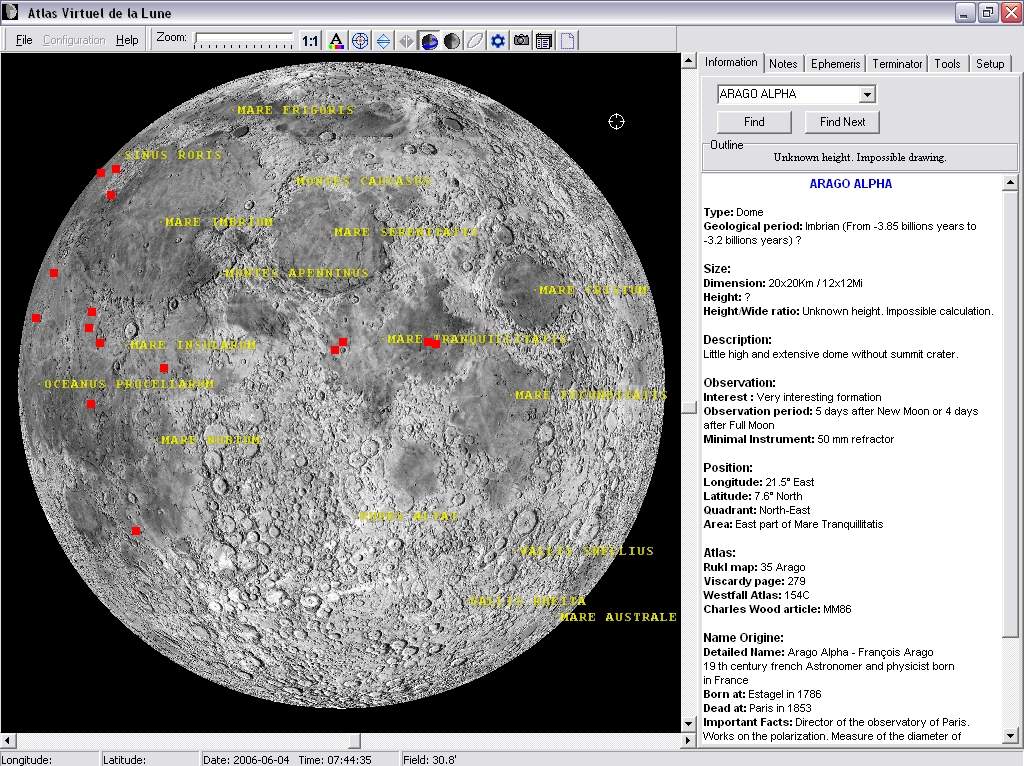 Atlas Virtuel de la Lune
File Configuration Help Zoom: 1:1
Information Notes Ephemeris Terminator Tools Setup
ARAGO ALPHA
Find Find Next
Outline
Unknown height. Impossible drawing.
ARAGO ALPHA
Type: Dome
Geological period: Imbrian (From -3.85 billions years to
-3.2 billions years) ?
Size:
Dimension: 20x20Km / 12x12Mi
Height: ?
Height/Wide ratio: Unknown height. Impossible calculation.
Description:
Little high and extensive dome without summit crater.
Observation:
Interest : Very interesting formation
Observation period: 5 days after New Moon or 4 days
after Full Moon
Minimal Instrument: 50 mm refractor
Position:
Longitude: 21.5° East
Latitude: 7.6° North
Quadrant: North-East
Area: East part of Mare Tranquillitatis
Atlas:
Rukl map: 35 Arago
Viscardy page: 279
Westfall Atlas: 154C
Charles Wood article: MM86
Name Origine:
Detailed Name: Arago Alpha - François Arago
19 th century french Astronomer and physicist born
in France
Born at: Estagel in 1786
Dead at: Paris in 1853
Important Facts: Director of the observatory of Paris.
Works on the polarization. Measure of the diameter of
MARE FRIGORIS
SINUS RORIS
MONTES CAUCASUS
MARE IMBRIUM
MARE SERENITATIS
MONTES APENNINUS
MARE CRISIUM
MARE TRANQUILLITATIS
MARE INSULARUM
OCEANUS PROCELLARUM
MARE FECUNDITATIS
MARE NUBIUM
RUPES ALTAI
VALLIS SNELLIUS
VALLIS RHEITA
MARE AUSTRALE
Longitude: Latitude: Date: 2006-06-04 Time: 07:44:35 Field: 30.8'